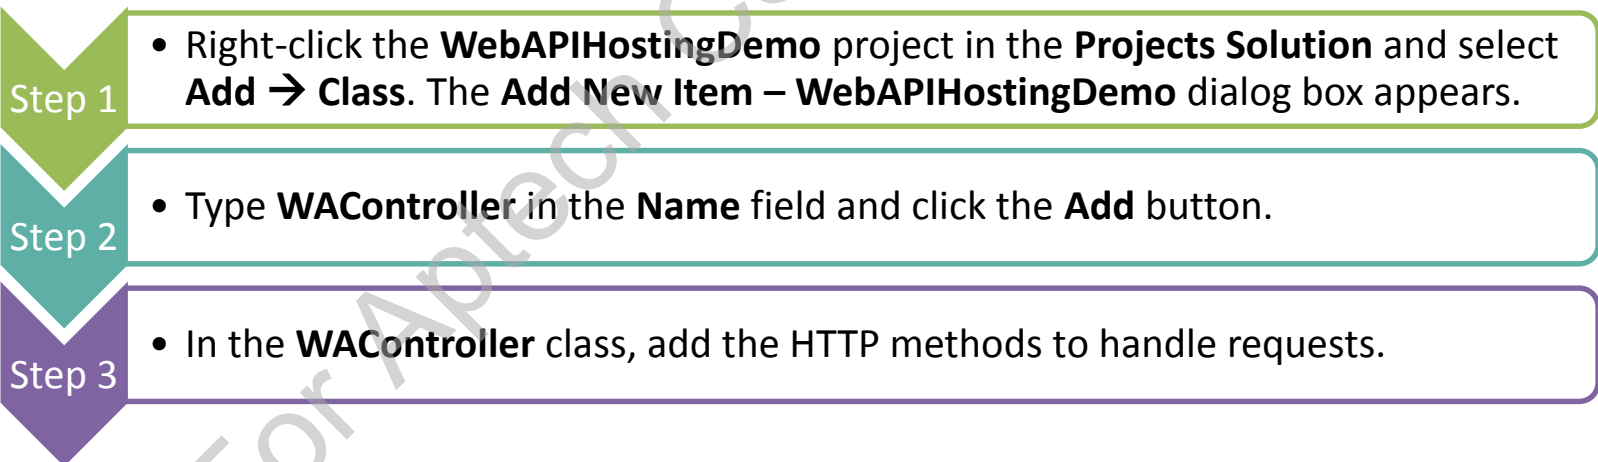 Step 1
• Right-click the WebAPIHostingDemo project in the Projects Solution and select
Add → Class. The Add New Item – WebAPIHostingDemo dialog box appears.
Step 2
• Type WAController in the Name field and click the Add button.
Step 3
• In the WAController class, add the HTTP methods to handle requests.
For Aptech C